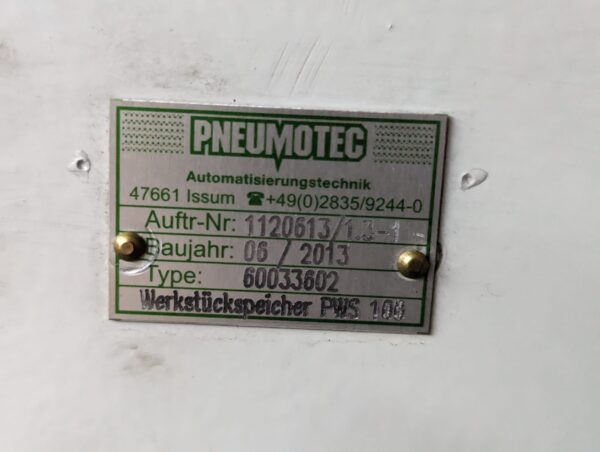 PNEUMOTEC
Automatisierungstechnik
47661 Issum ☎+49(0)2835/9244-0
Auftr-Nr: 1120613/1.3-1
Baujahr: 06 / 2013
Type: 60033602
Werkstückspeicher PWS 100